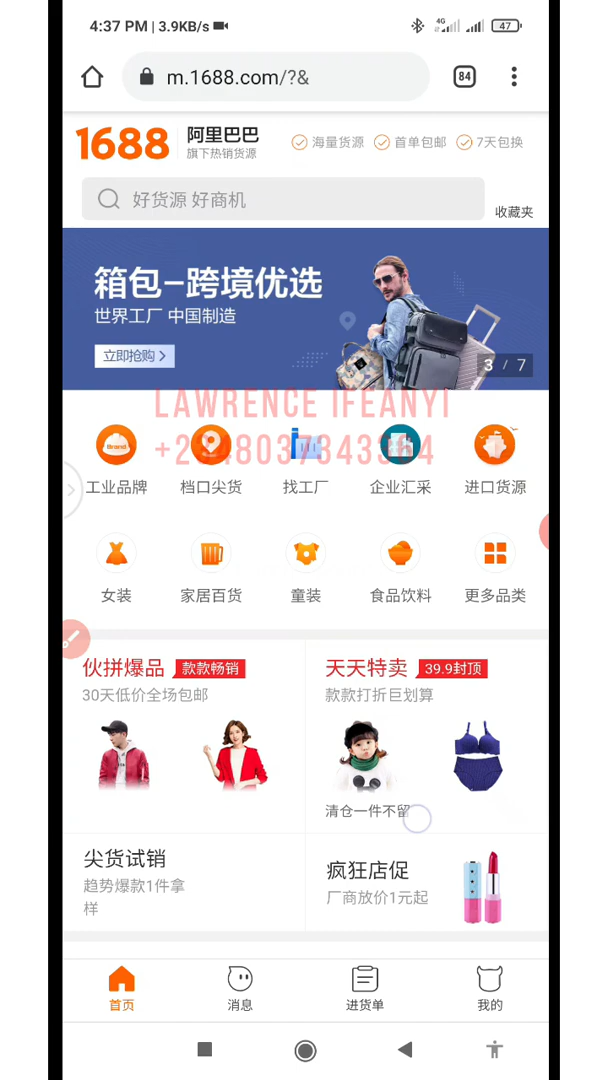 4:37 PM | 3.9KB/s
4G
47
m.1688.com/?&
84
1688 阿里巴巴
旗下热销货源
海量货源 首单包邮 7天包换
好货源 好商机
收藏夹
箱包-跨境优选
世界工厂 中国制造
立即抢购
3 / 7
LAWRENCE IFEANYI
+2348037343364
Brand
工业品牌 档口尖货 找工厂 企业汇采 进口货源
女装 家居百货 童装 食品饮料 更多品类
伙拼爆品 款款畅销
30天低价全场包邮
天天特卖 39.9封顶
款款打折巨划算
清仓一件不留
尖货试销
趋势爆款1件拿
样
疯狂店促
厂商放价1元起
首页 消息 进货单 我的